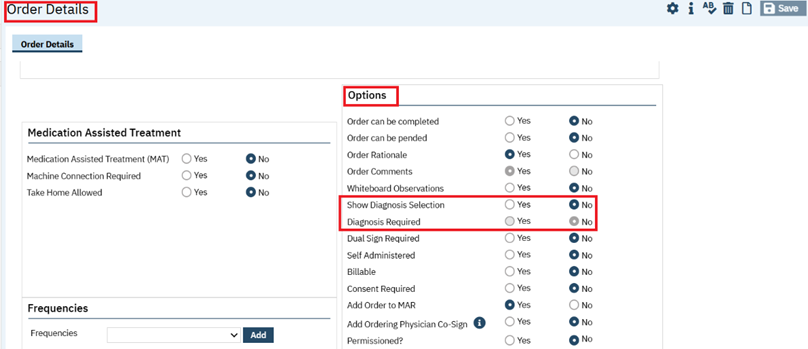 Order Details
Save
Order Details
Medication Assisted Treatment
Medication Assisted Treatment (MAT) Yes No
Machine Connection Required Yes No
Take Home Allowed Yes No
Frequencies
Frequencies Add
Options
Order can be completed Yes No
Order can be pended Yes No
Order Rationale Yes No
Order Comments Yes No
Whiteboard Observations Yes No
Show Diagnosis Selection Yes No
Diagnosis Required Yes No
Dual Sign Required Yes No
Self Administered Yes No
Billable Yes No
Consent Required Yes No
Add Order to MAR Yes No
Add Ordering Physician Co-Sign Yes No
Permissioned? Yes No